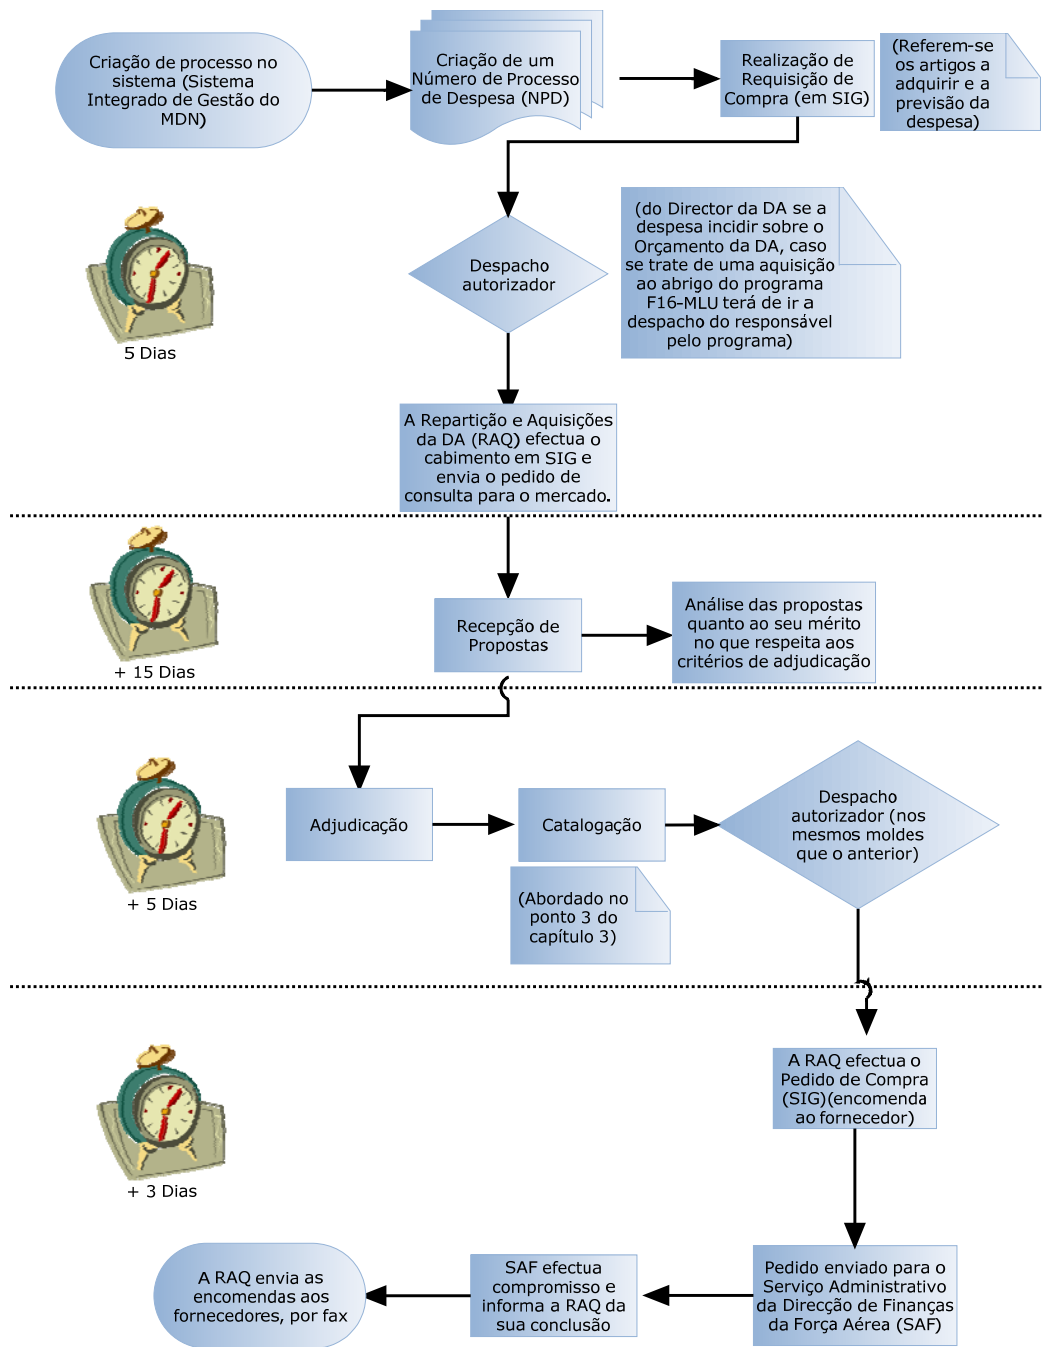 Criação de processo no
sistema (Sistema
Integrado de Gestão do
MDN)
Criação de um
Número de Processo
de Despesa (NPD)
Realização de
Requisição de
Compra (em SIG)
(Referem-se
os artigos a
adquirir e a
previsão da
despesa)
5 Dias
Despacho
autorizador
(do Director da DA se a
despesa incidir sobre o
Orçamento da DA, caso
se trate de uma aquisição
ao abrigo do programa
F16-MLU terá de ir a
despacho do responsável
pelo programa)
A Repartição e Aquisições
da DA (RAQ) efectua o
cabimento em SIG e
envia o pedido de
consulta para o mercado.
+ 15 Dias
Recepção de
Propostas
Análise das propostas
quanto ao seu mérito
no que respeita aos
critérios de adjudicação
+ 5 Dias
Adjudicação
Catalogação
(Abordado no
ponto 3 do
capítulo 3)
Despacho
autorizador (nos
mesmos moldes
que o anterior)
+ 3 Dias
A RAQ efectua o
Pedido de Compra
(SIG)(encomenda
ao fornecedor)
Pedido enviado para o
Serviço Administrativo
da Direcção de Finanças
da Força Aérea (SAF)
SAF efectua
compromisso e
informa a RAQ da
sua conclusão
A RAQ envia as
encomendas aos
fornecedores, por fax